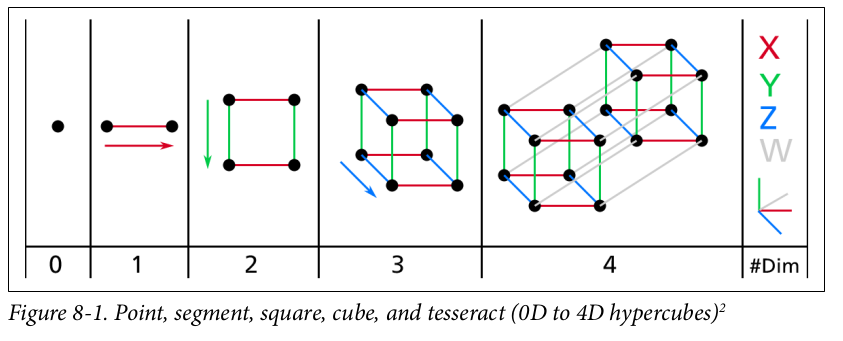 X
Y
Z
W
0 1 2 3 4 #Dim
Figure 8-1. Point, segment, square, cube, and tesseract (0D to 4D hypercubes)²